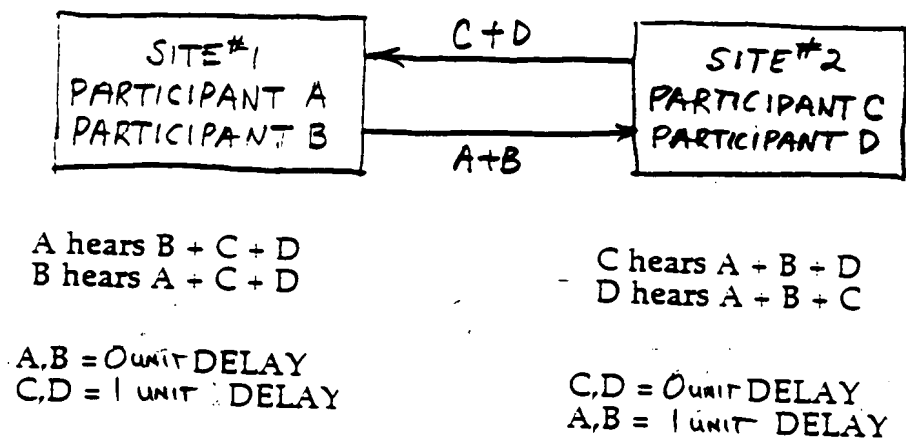 C+D
SITE #1
PARTICIPANT A
PARTICIPANT B
SITE #2
PARTICIPANT C
PARTICIPANT D
A+B
A hears B + C + D
B hears A + C + D
C hears A + B + D
D hears A + B + C
A,B = 0 unit DELAY
C,D = 1 UNIT DELAY
C,D = 0 unit DELAY
A,B = 1 UNIT DELAY